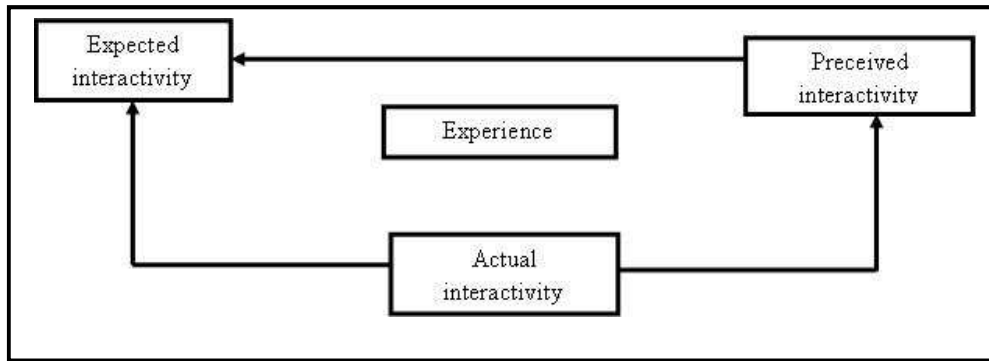 Expected
interactivity
Preceived
interactivity
Experience
Actual
interactivity